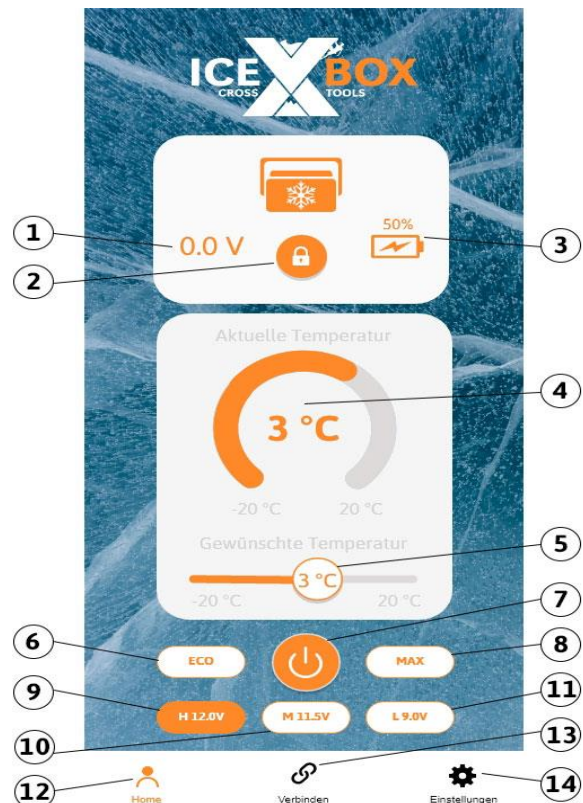 ICE X BOX
CROSS TOOLS
50%
1
0.0 V
3
2
Aktuelle Temperatur
4
3 °C
-20 °C 20 °C
Gewünschte Temperatur
5
3 °C
-20 °C 20 °C
7
6
ECO
MAX
8
9
H 12.0V
M 11.5V
L 9.0V
11
10
13
12
Home
Verbinden
Einstellungen
14